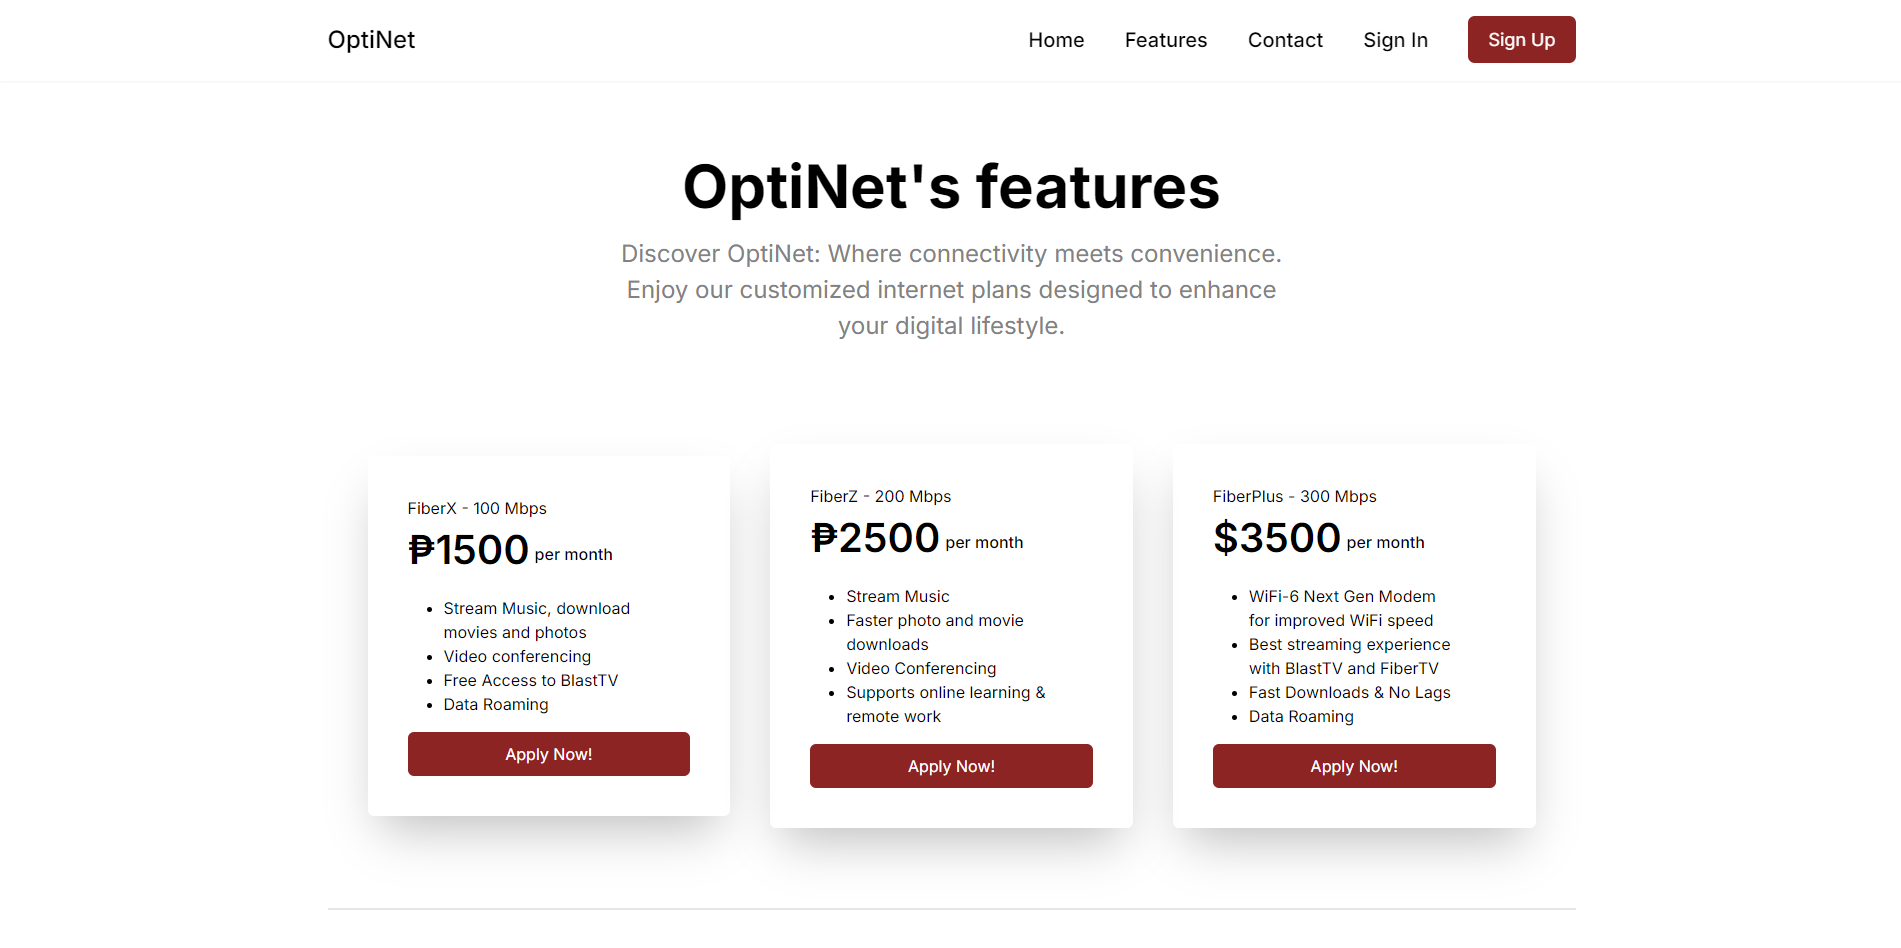 OptiNet
Home
Features
Contact
Sign In
Sign Up
OptiNet's features
Discover OptiNet: Where connectivity meets convenience.
Enjoy our customized internet plans designed to enhance
your digital lifestyle.
FiberX - 100 Mbps
₱1500 per month
Stream Music, download
movies and photos
Video conferencing
Free Access to BlastTV
Data Roaming
Apply Now!
FiberZ - 200 Mbps
₱2500 per month
Stream Music
Faster photo and movie
downloads
Video Conferencing
Supports online learning &
remote work
Apply Now!
FiberPlus - 300 Mbps
$3500 per month
WiFi-6 Next Gen Modem
for improved WiFi speed
Best streaming experience
with BlastTV and FiberTV
Fast Downloads & No Lags
Data Roaming
Apply Now!